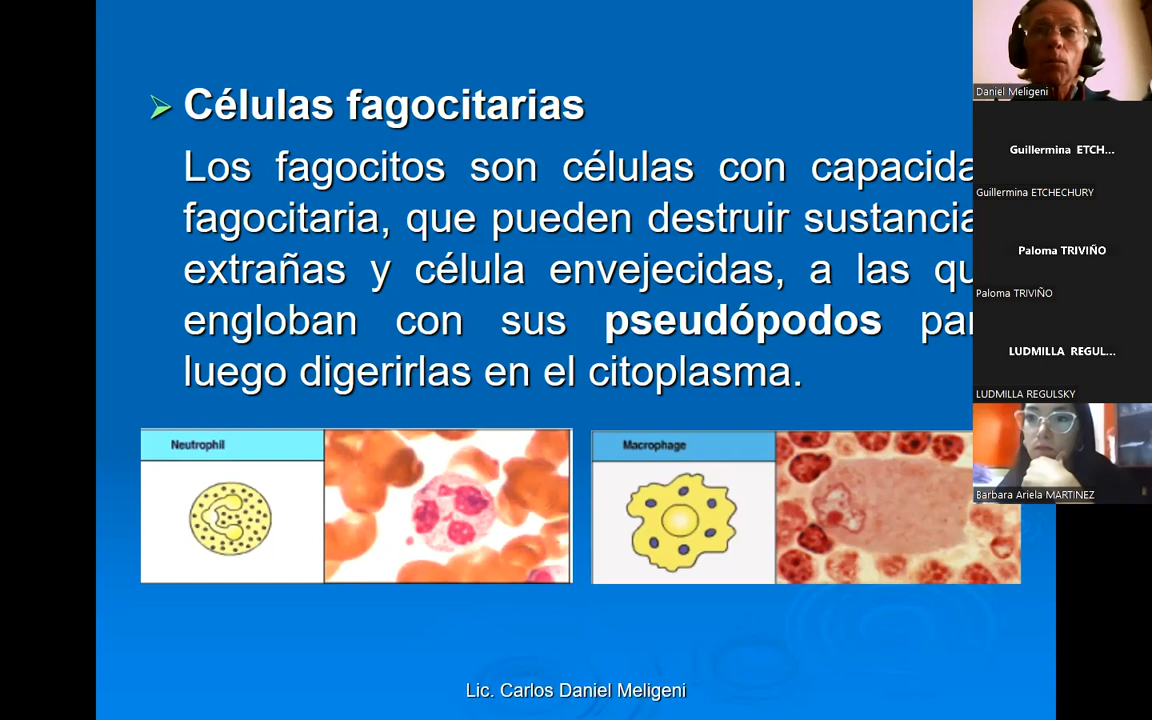 Células fagocitarias
Los fagocitos son células con capacida
fagocitaria, que pueden destruir sustancia
extrañas y célula envejecidas, a las qu
engloban con sus pseudópodos par
luego digerirlas en el citoplasma.
Neutrophil
Macrophage
Lic. Carlos Daniel Meligeni
Daniel Meligeni
Guillermina ETCH...
Guillermina ETCHECHURY
Paloma TRIVIÑO
Paloma TRIVIÑO
LUDMILLA REGUL...
LUDMILLA REGULSKY
Barbara Ariela MARTINEZ